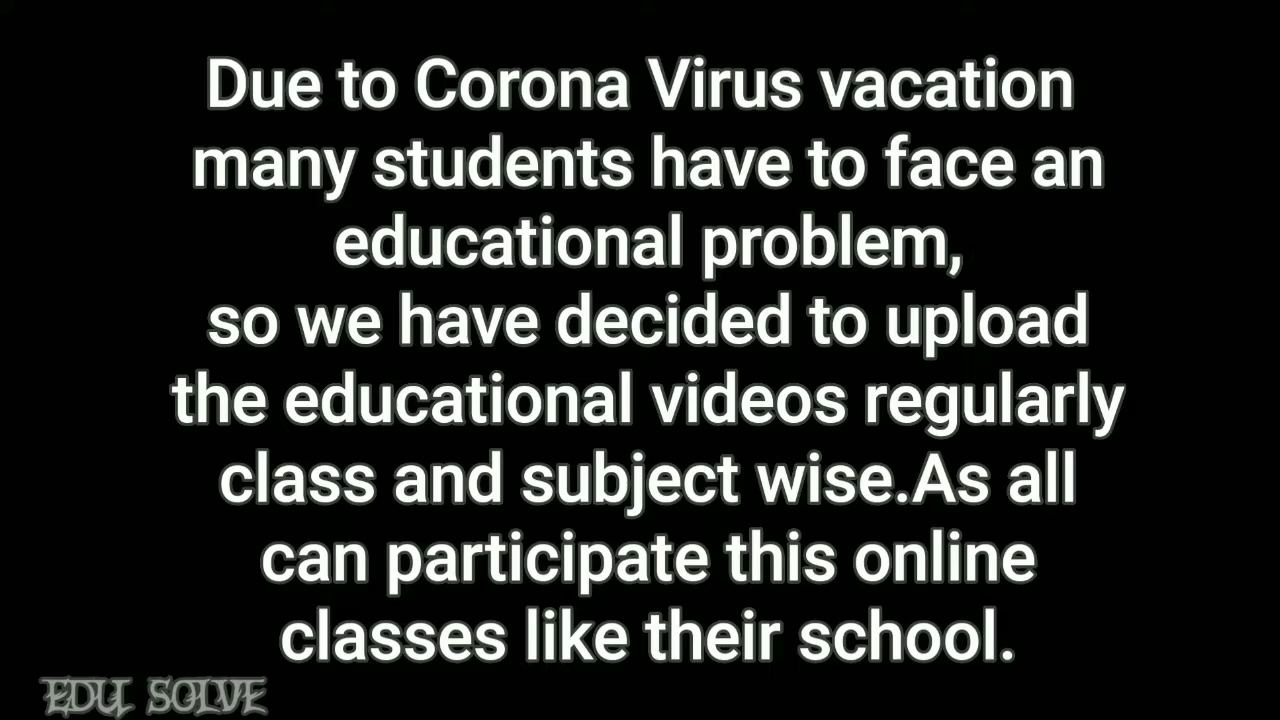 Due to Corona Virus vacation
many students have to face an
educational problem,
so we have decided to upload
the educational videos regularly
class and subject wise.As all
can participate this online
classes like their school.
EDU SOLVE